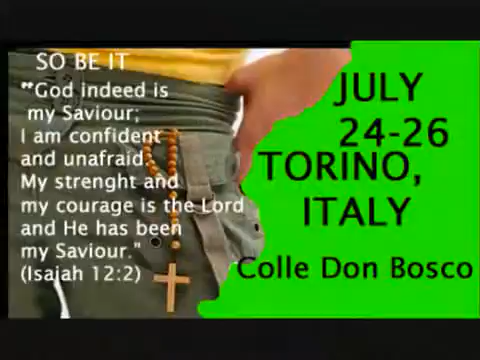 SO BE IT
"God indeed is
my Saviour;
I am confident
and unafraid.
My strenght and
my courage is the Lord
and He has been
my Saviour."
(Isaiah 12:2)
JULY
24-26
TORINO,
ITALY
Colle Don Bosco